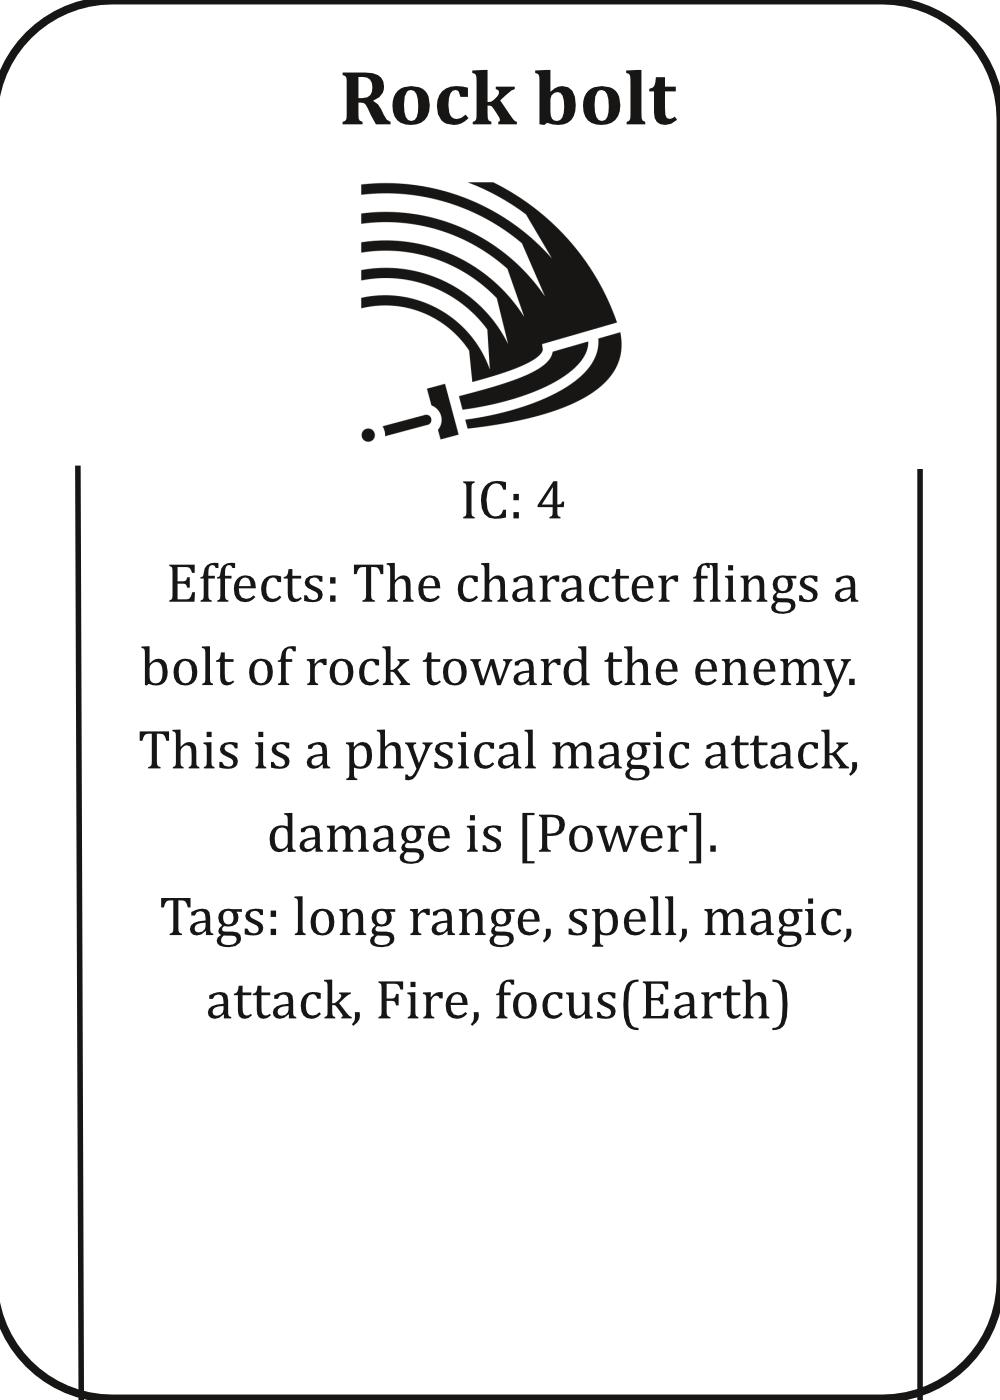 Rock bolt
IC: 4
Effects: The character flings a
bolt of rock toward the enemy.
This is a physical magic attack,
damage is [Power].
Tags: long range, spell, magic,
attack, Fire, focus(Earth)